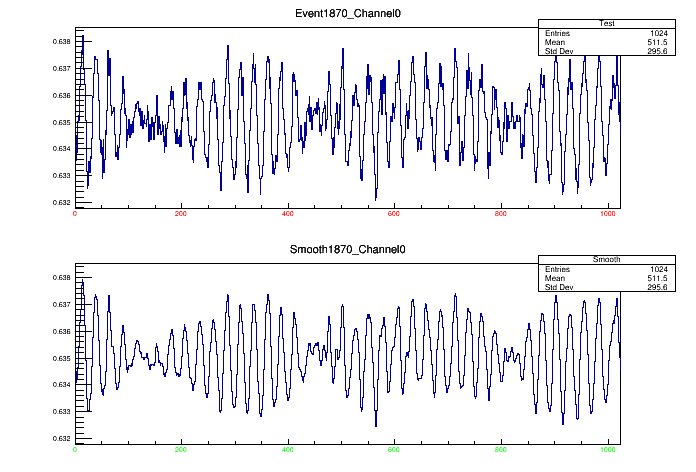 Event1870_Channel0
Test
Entries 1024
Mean 511.5
Std Dev 295.6
0.638
0.637
0.636
0.635
0.634
0.633
0.632
0 200 400 600 800 1000
Smooth1870_Channel0
Smooth
Entries 1024
Mean 511.5
Std Dev 295.6
0.638
0.637
0.636
0.635
0.634
0.633
0.632
0 200 400 600 800 1000